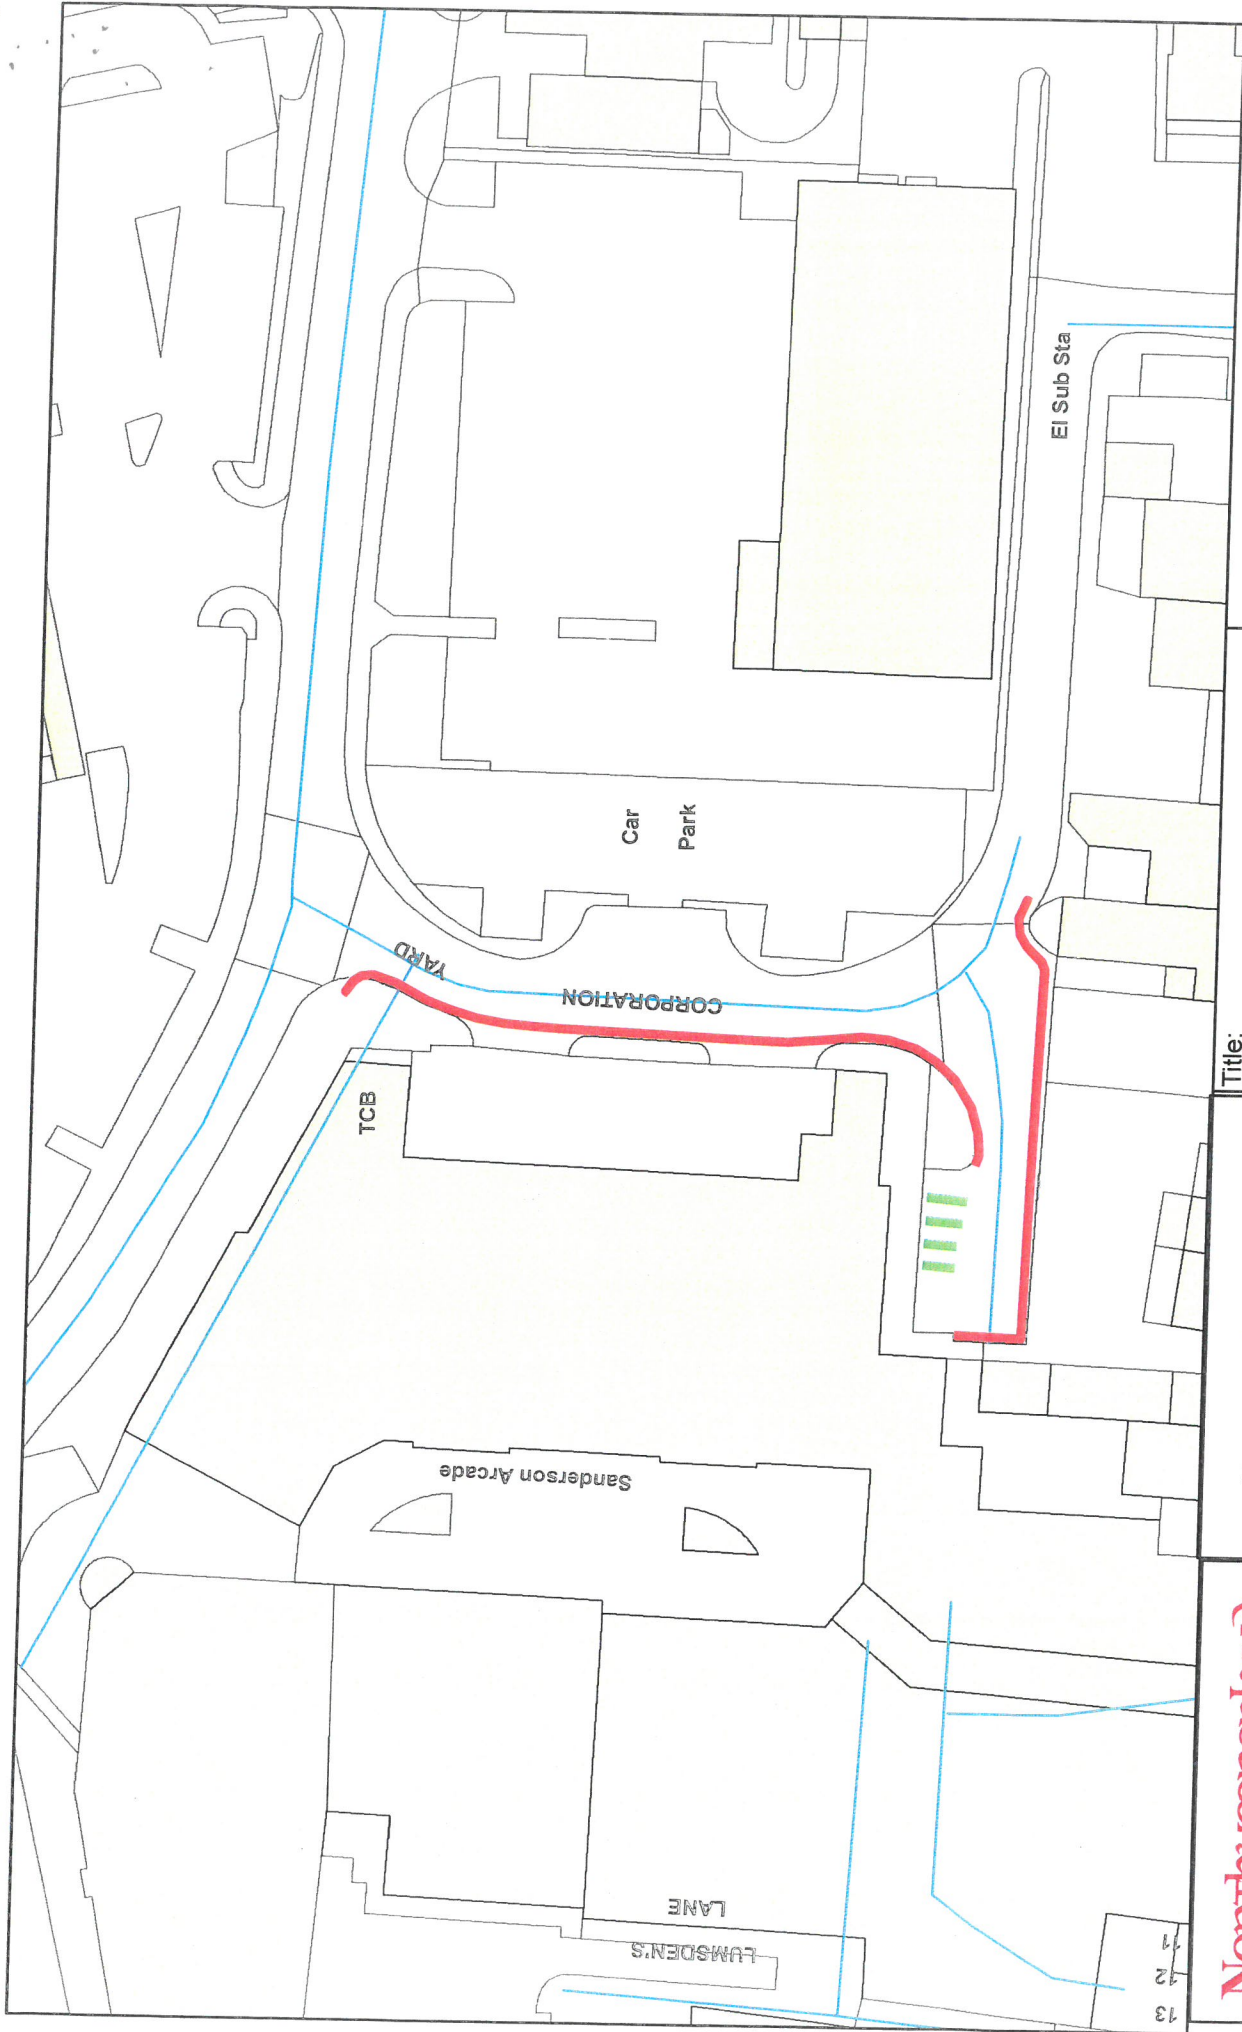 El Sub Sta
Car
Park
YARD
CORPORATION
TCB
Sanderson Arcade
LANE
LUMSDEN'S
11
12
13
Title: